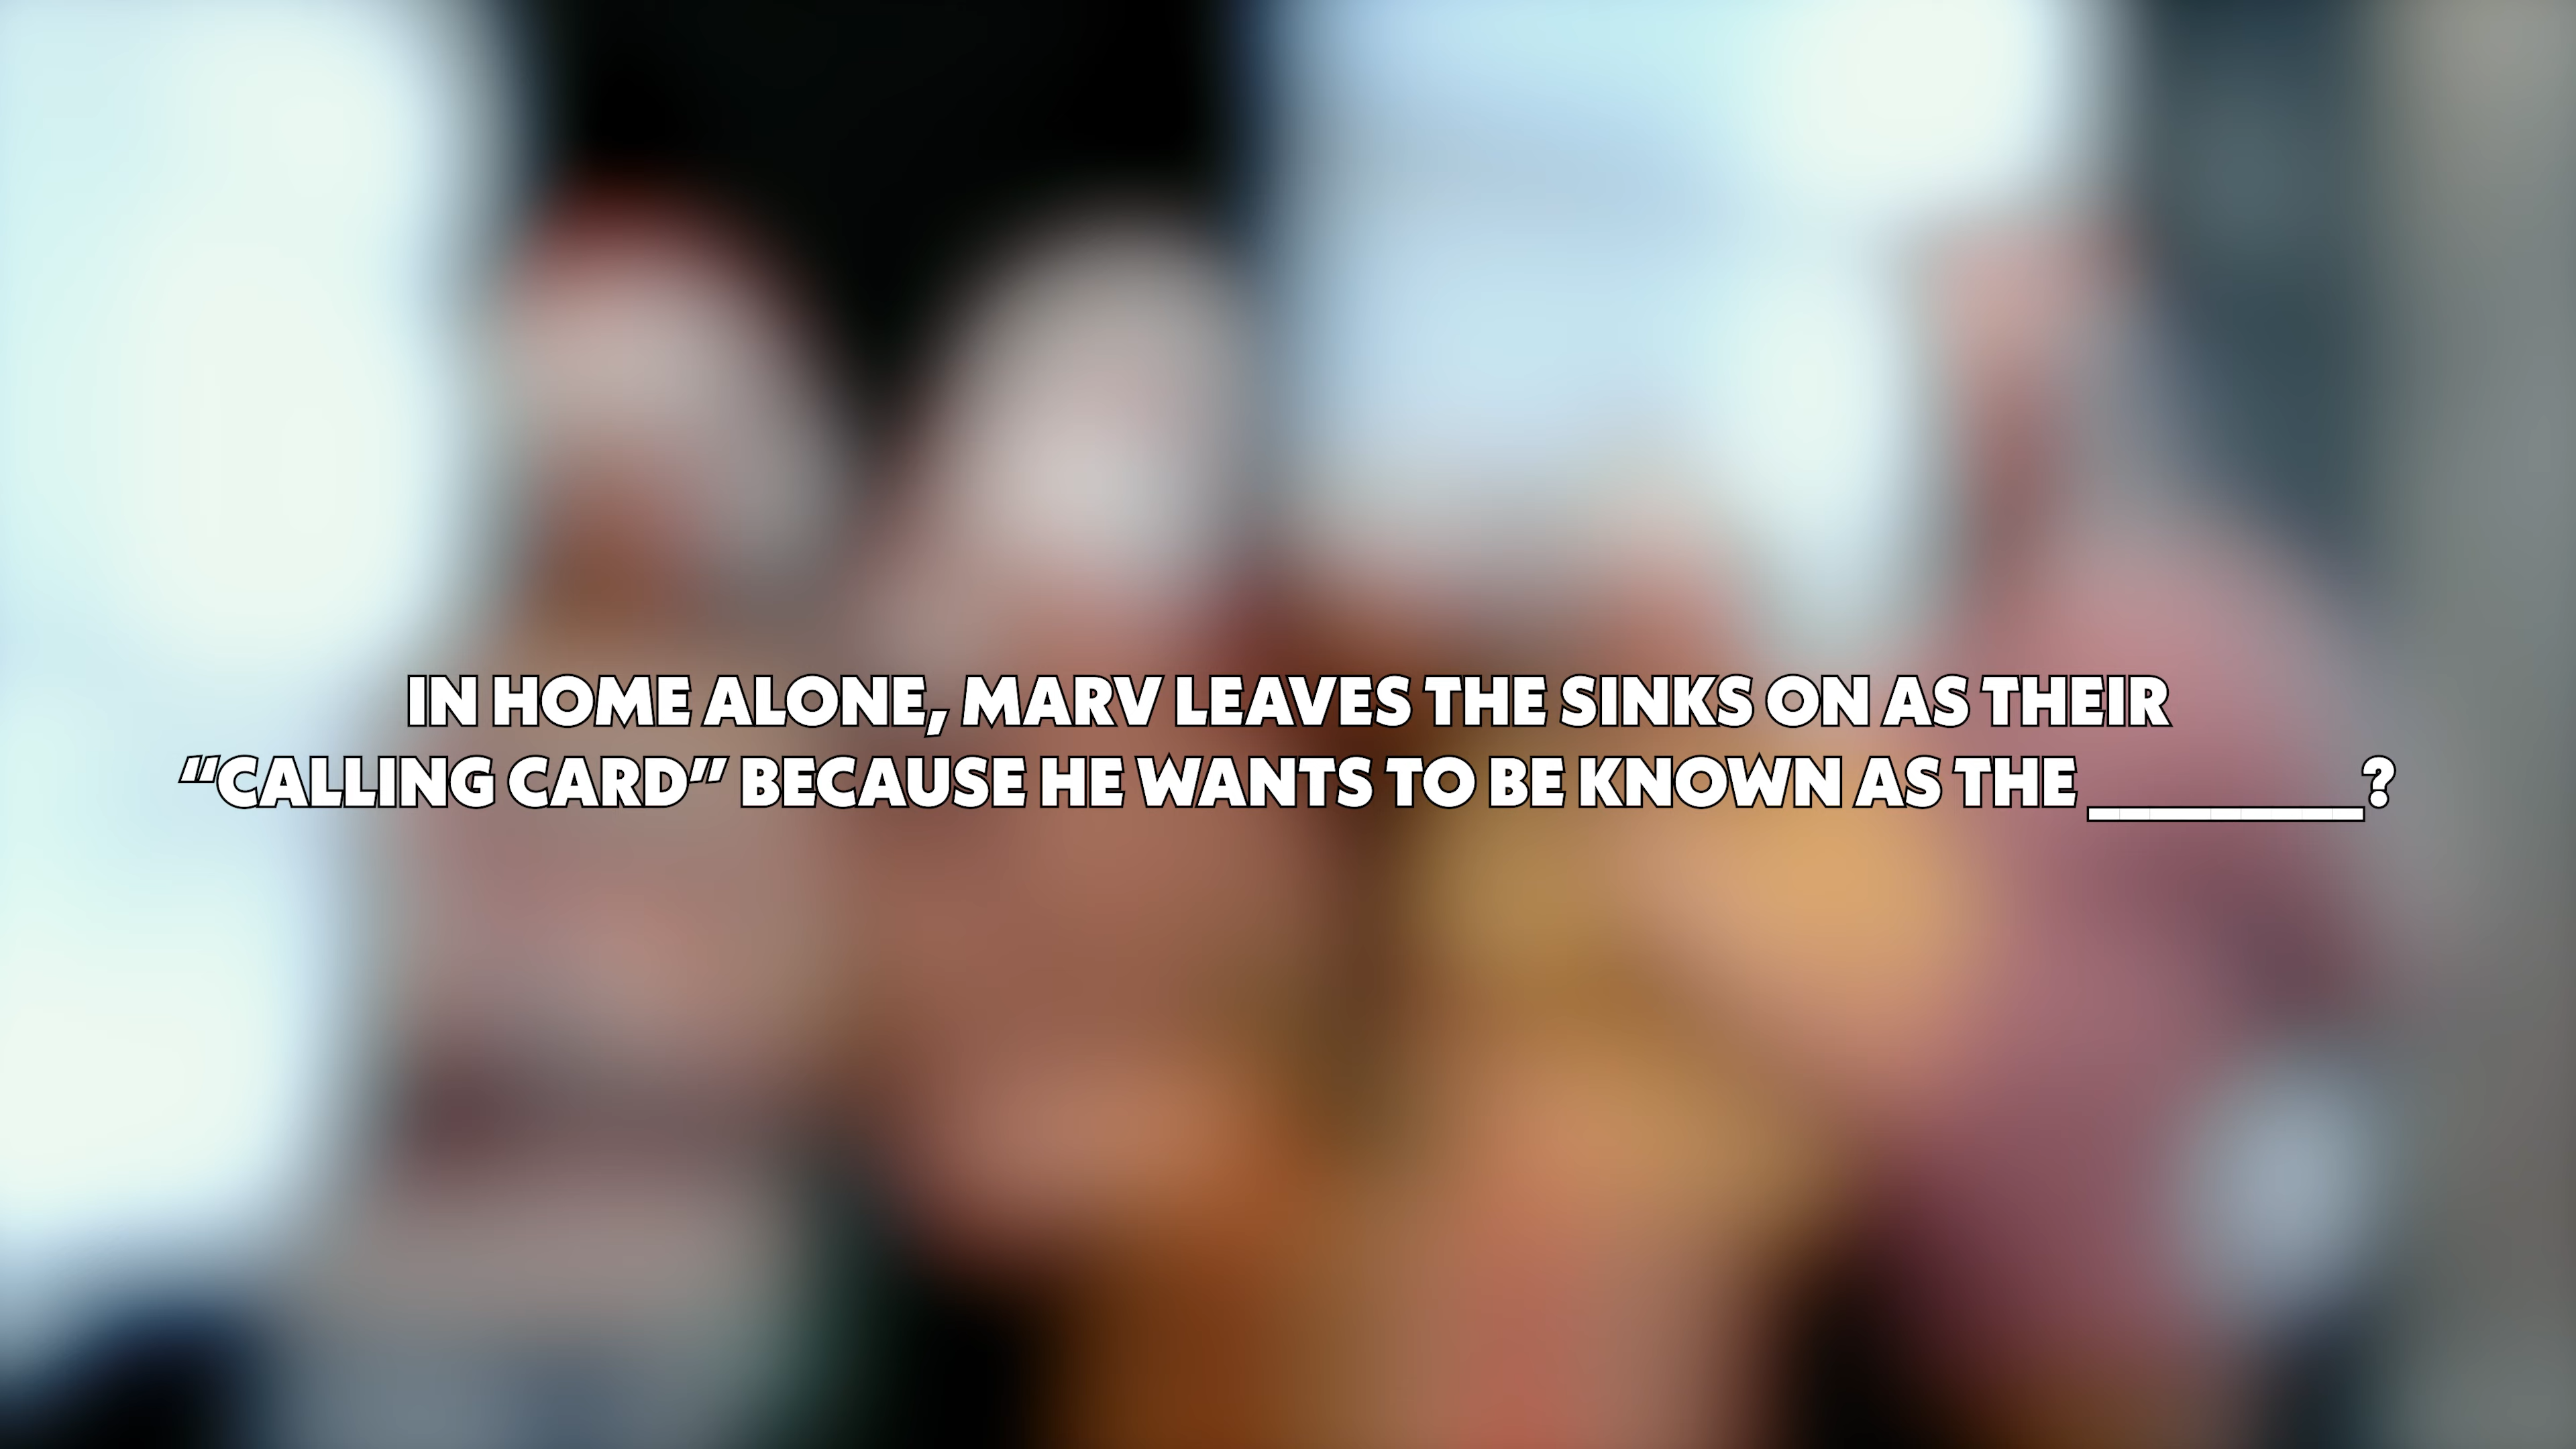 IN HOME ALONE, MARV LEAVES THE SINKS ON AS THEIR
“CALLING CARD” BECAUSE HE WANTS TO BE KNOWN AS THE _________?